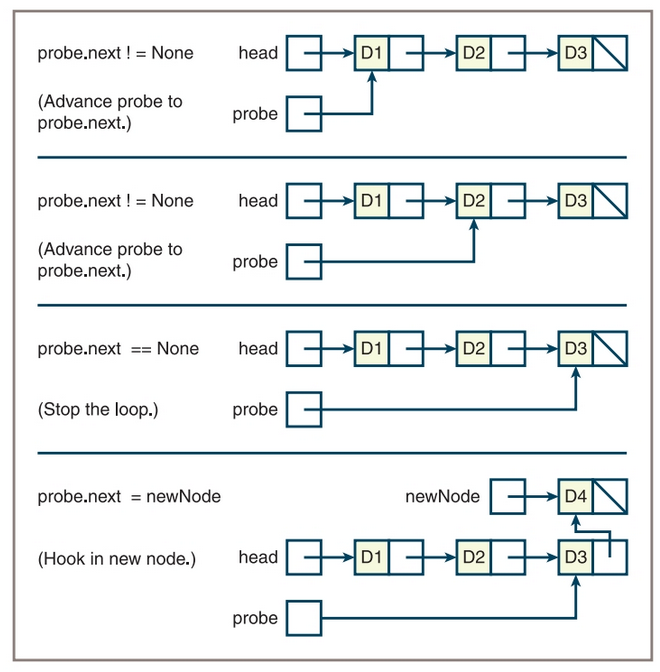 probe.next ! = None head D1 D2 D3
(Advance probe to
probe.next.) probe
probe.next ! = None head D1 D2 D3
(Advance probe to
probe.next.) probe
probe.next == None head D1 D2 D3
(Stop the loop.) probe
probe.next = newNode newNode D4
(Hook in new node.) head D1 D2 D3
probe